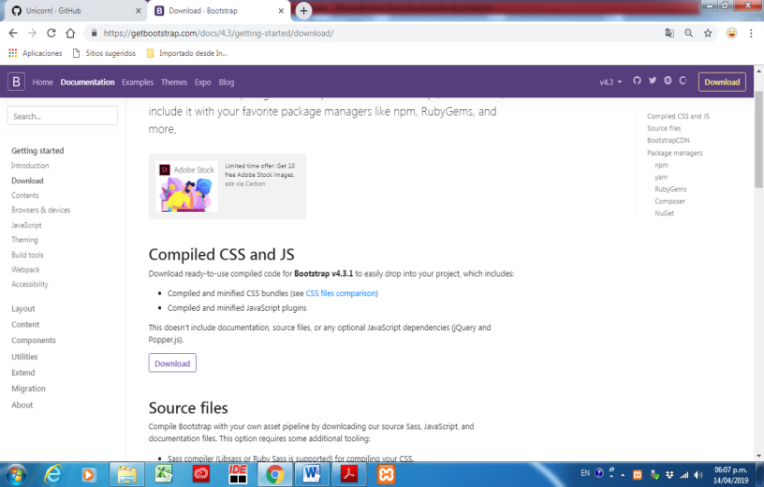 Unicorn! · GitHub
Download · Bootstrap
https://getbootstrap.com/docs/4.3/getting-started/download/
Aplicaciones
Sitios sugeridos
Importado desde In...
B
Home
Documentation
Examples
Themes
Expo
Blog
v4.3
Download
Search...
Getting started
Introduction
Download
Contents
Browsers & devices
JavaScript
Theming
Build tools
Webpack
Accessibility
Layout
Content
Components
Utilities
Extend
Migration
About
include it with your favorite package managers like npm, RubyGems, and
more.
St Adobe Stock
Limited time offer: Get 10
free Adobe Stock images.
ads via Carbon
Compiled CSS and JS
Download ready-to-use compiled code for Bootstrap v4.3.1 to easily drop into your project, which includes:
• Compiled and minified CSS bundles (see CSS files comparison)
• Compiled and minified JavaScript plugins
This doesn't include documentation, source files, or any optional JavaScript dependencies (jQuery and
Popper.js).
Download
Source files
Compile Bootstrap with your own asset pipeline by downloading our source Sass, JavaScript, and
documentation files. This option requires some additional tooling:
• Sass compiler (Libsass or Ruby Sass is supported) for compiling your CSS.
Compiled CSS and JS
Source files
BootstrapCDN
Package managers
npm
yarn
RubyGems
Composer
NuGet
IDE
EN
06:07 p.m.
14/04/2019